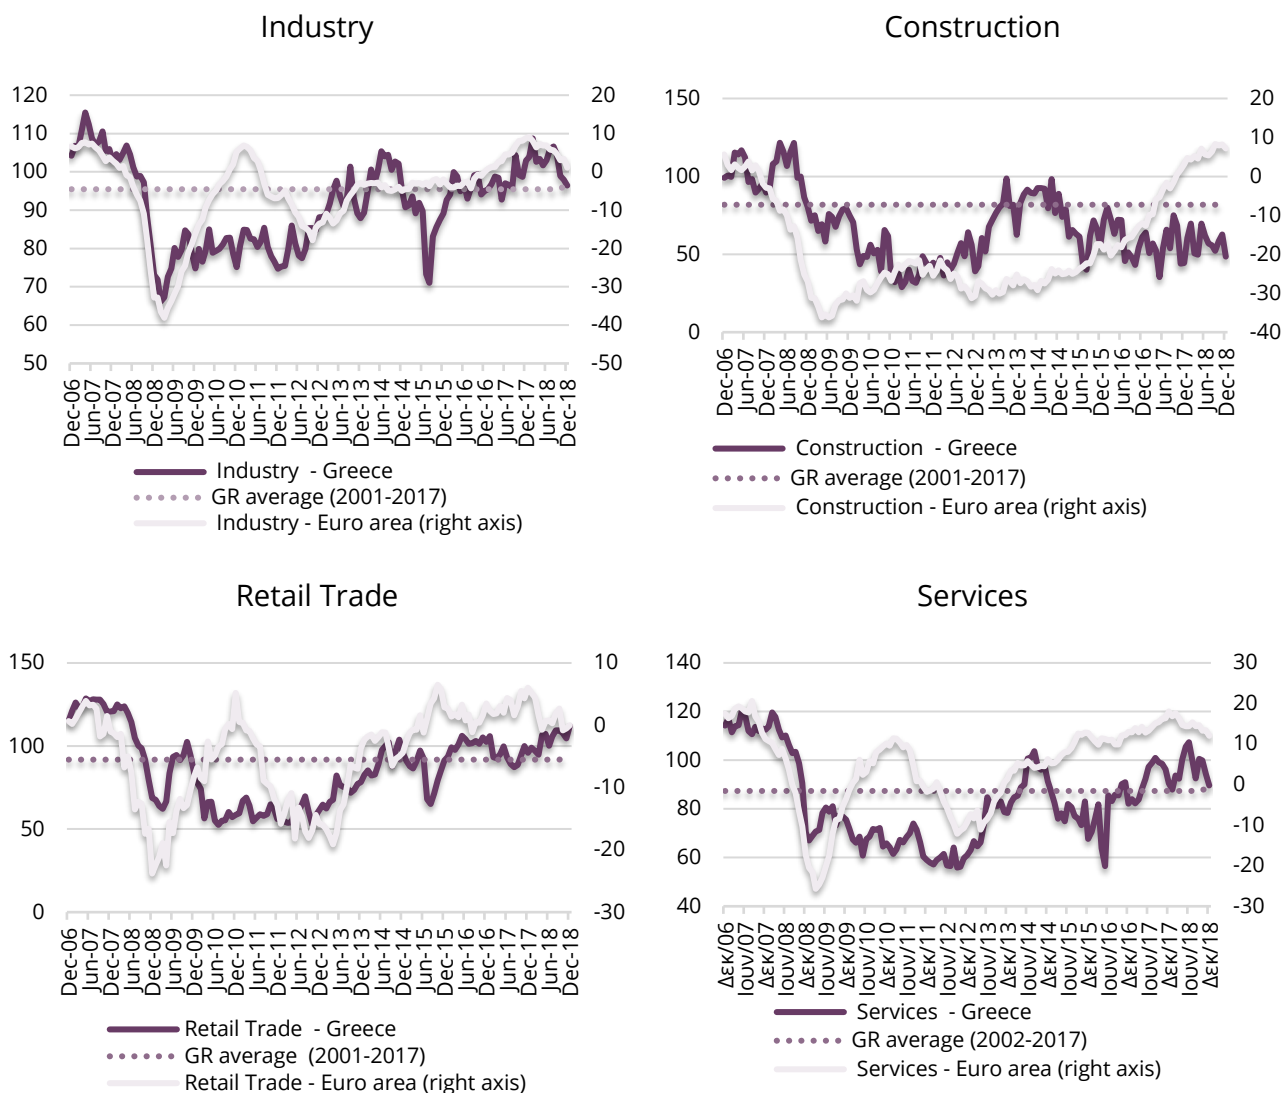 Industry
120
110
100
90
80
70
60
50
20
10
0
-10
-20
-30
-40
-50
Dec-06
Jun-07
Dec-07
Jun-08
Dec-08
Jun-09
Dec-09
Jun-10
Dec-10
Jun-11
Dec-11
Jun-12
Dec-12
Jun-13
Dec-13
Jun-14
Dec-14
Jun-15
Dec-15
Jun-16
Dec-16
Jun-17
Dec-17
Jun-18
Dec-18
Industry - Greece
GR average (2001-2017)
Industry - Euro area (right axis)
Construction
150
100
50
0
20
10
0
-10
-20
-30
-40
Dec-06
Jun-07
Dec-07
Jun-08
Dec-08
Jun-09
Dec-09
Jun-10
Dec-10
Jun-11
Dec-11
Jun-12
Dec-12
Jun-13
Dec-13
Jun-14
Dec-14
Jun-15
Dec-15
Jun-16
Dec-16
Jun-17
Dec-17
Jun-18
Dec-18
Construction - Greece
GR average (2001-2017)
Construction - Euro area (right axis)
Retail Trade
150
100
50
0
10
0
-10
-20
-30
Dec-06
Jun-07
Dec-07
Jun-08
Dec-08
Jun-09
Dec-09
Jun-10
Dec-10
Jun-11
Dec-11
Jun-12
Dec-12
Jun-13
Dec-13
Jun-14
Dec-14
Jun-15
Dec-15
Jun-16
Dec-16
Jun-17
Dec-17
Jun-18
Dec-18
Retail Trade - Greece
GR average (2001-2017)
Retail Trade - Euro area (right axis)
Services
140
120
100
80
60
40
30
20
10
0
-10
-20
-30
Δεκ/06
Ιουν/07
Δεκ/07
Ιουν/08
Δεκ/08
Ιουν/09
Δεκ/09
Ιουν/10
Δεκ/10
Ιουν/11
Δεκ/11
Ιουν/12
Δεκ/12
Ιουν/13
Δεκ/13
Ιουν/14
Δεκ/14
Ιουν/15
Δεκ/15
Ιουν/16
Δεκ/16
Ιουν/17
Δεκ/17
Ιουν/18
Δεκ/18
Services - Greece
GR average (2002-2017)
Services - Euro area (right axis)